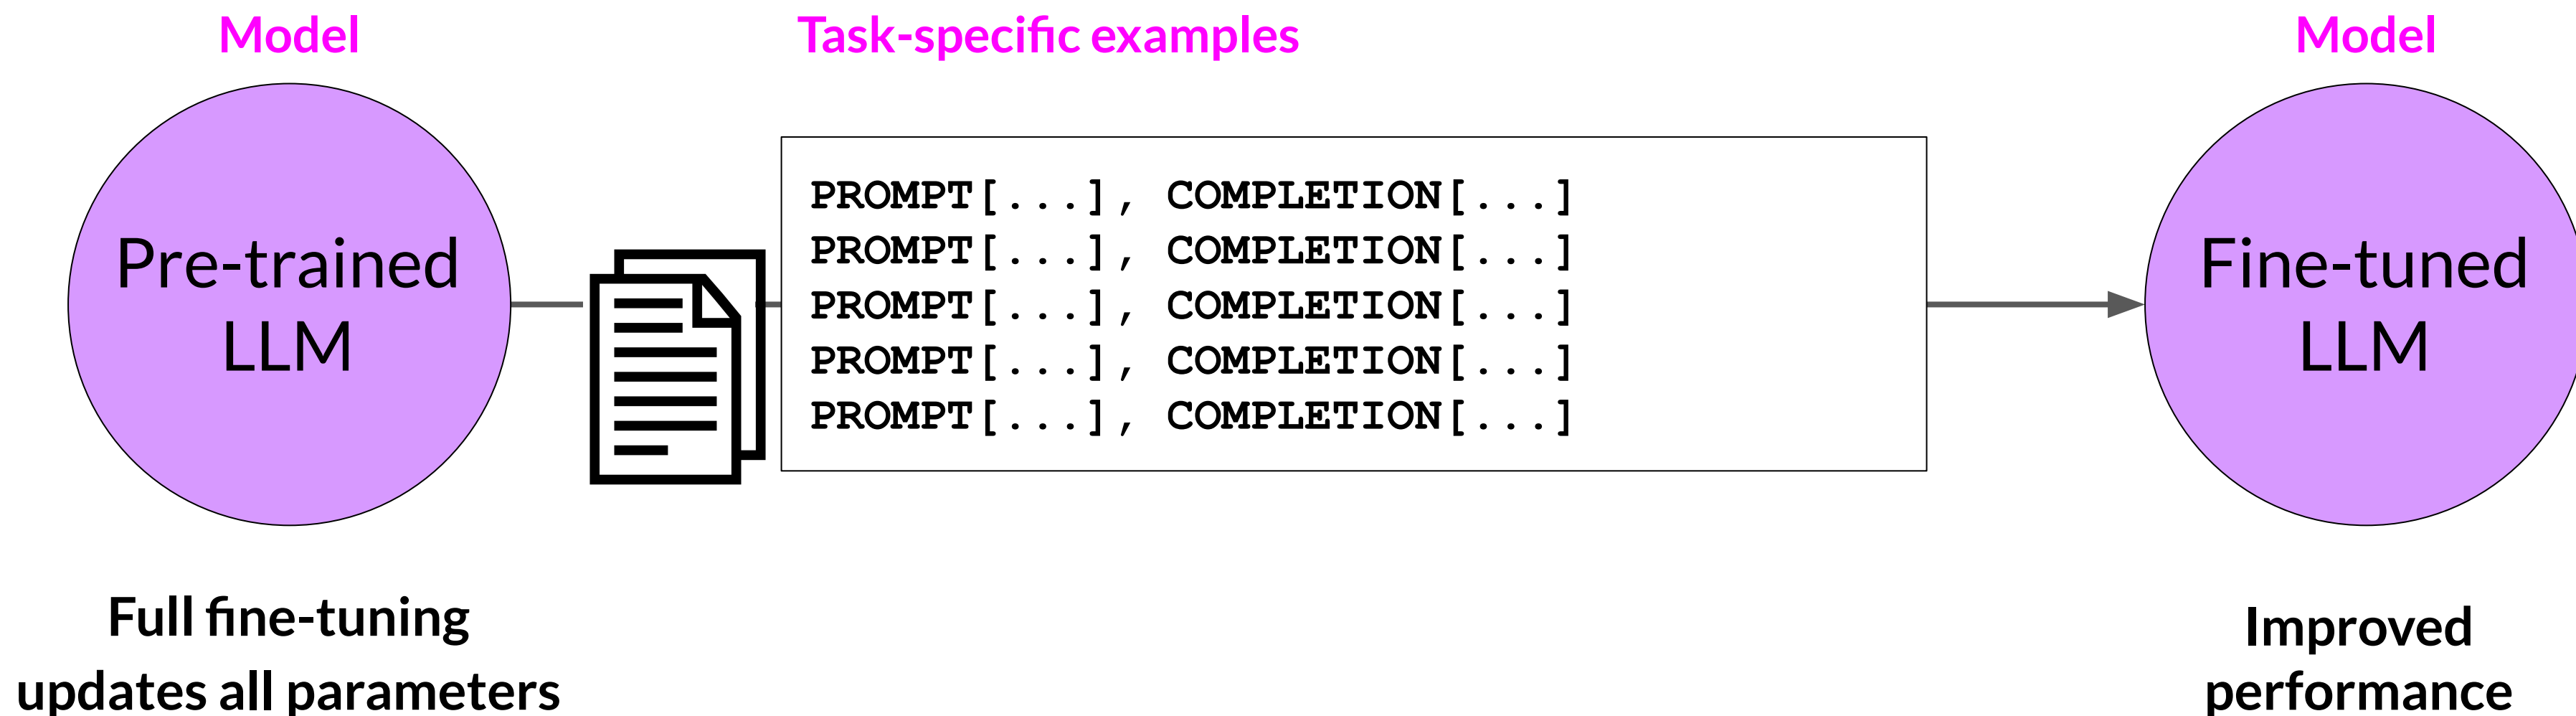 Model
Task-specific examples
Model
Pre-trained
LLM
PROMPT[...], COMPLETION[...]
PROMPT[...], COMPLETION[...]
PROMPT[...], COMPLETION[...]
PROMPT[...], COMPLETION[...]
PROMPT[...], COMPLETION[...]
Fine-tuned
LLM
Full fine-tuning
updates all parameters
Improved
performance